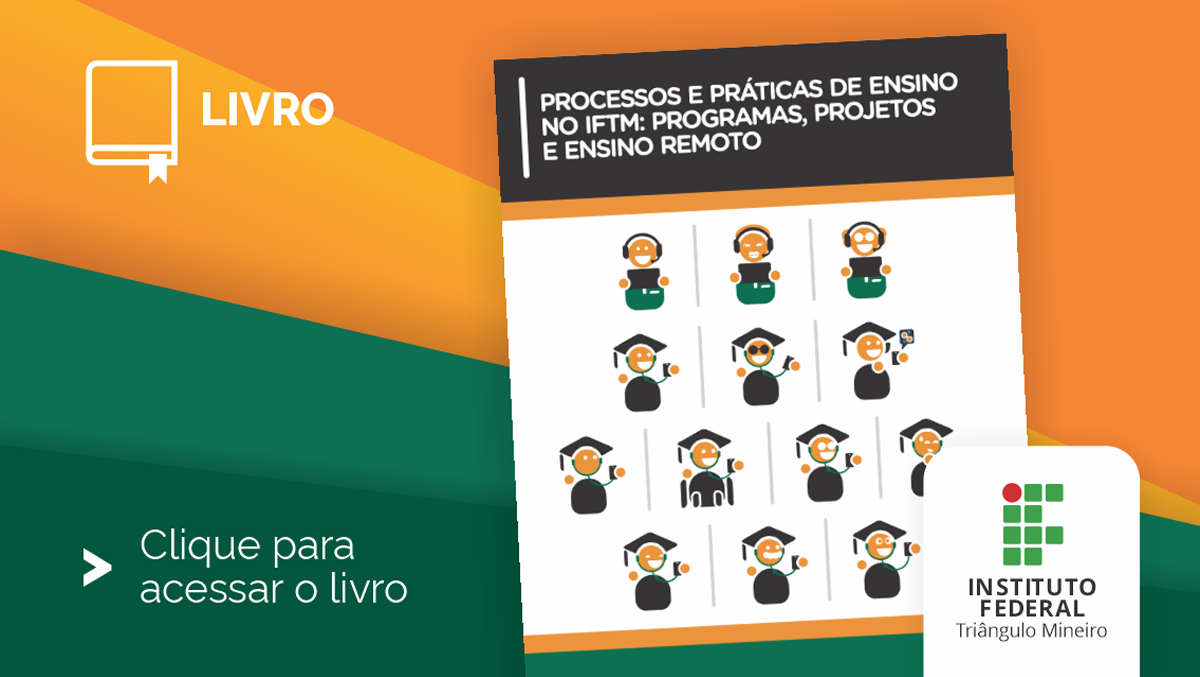 LIVRO
PROCESSOS E PRÁTICAS DE ENSINO
NO IFTM: PROGRAMAS, PROJETOS
E ENSINO REMOTO
Clique para
acessar o livro
INSTITUTO
FEDERAL
Triângulo Mineiro